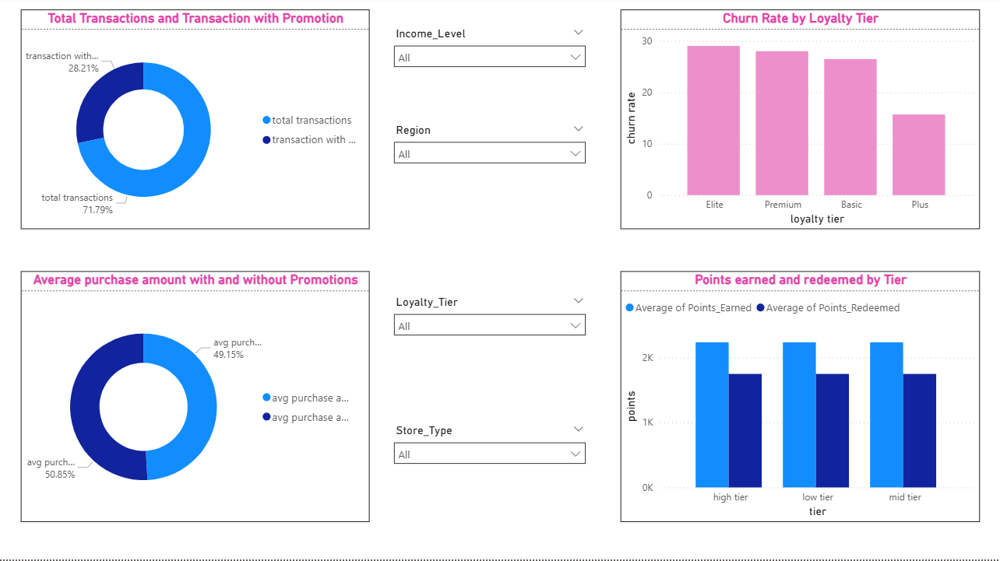 Total Transactions and Transaction with Promotion
transaction with...
28.21%
total transactions
71.79%
total transactions
transaction with ...
Income_Level
All
Region
All
Churn Rate by Loyalty Tier
churn rate
30
20
10
0
Elite Premium Basic Plus
loyalty tier
Average purchase amount with and without Promotions
avg purch...
49.15%
avg purch...
50.85%
avg purchase a...
avg purchase a...
Loyalty_Tier
All
Store_Type
All
Points earned and redeemed by Tier
Average of Points_Earned Average of Points_Redeemed
points
2K
1K
0K
high tier low tier mid tier
tier